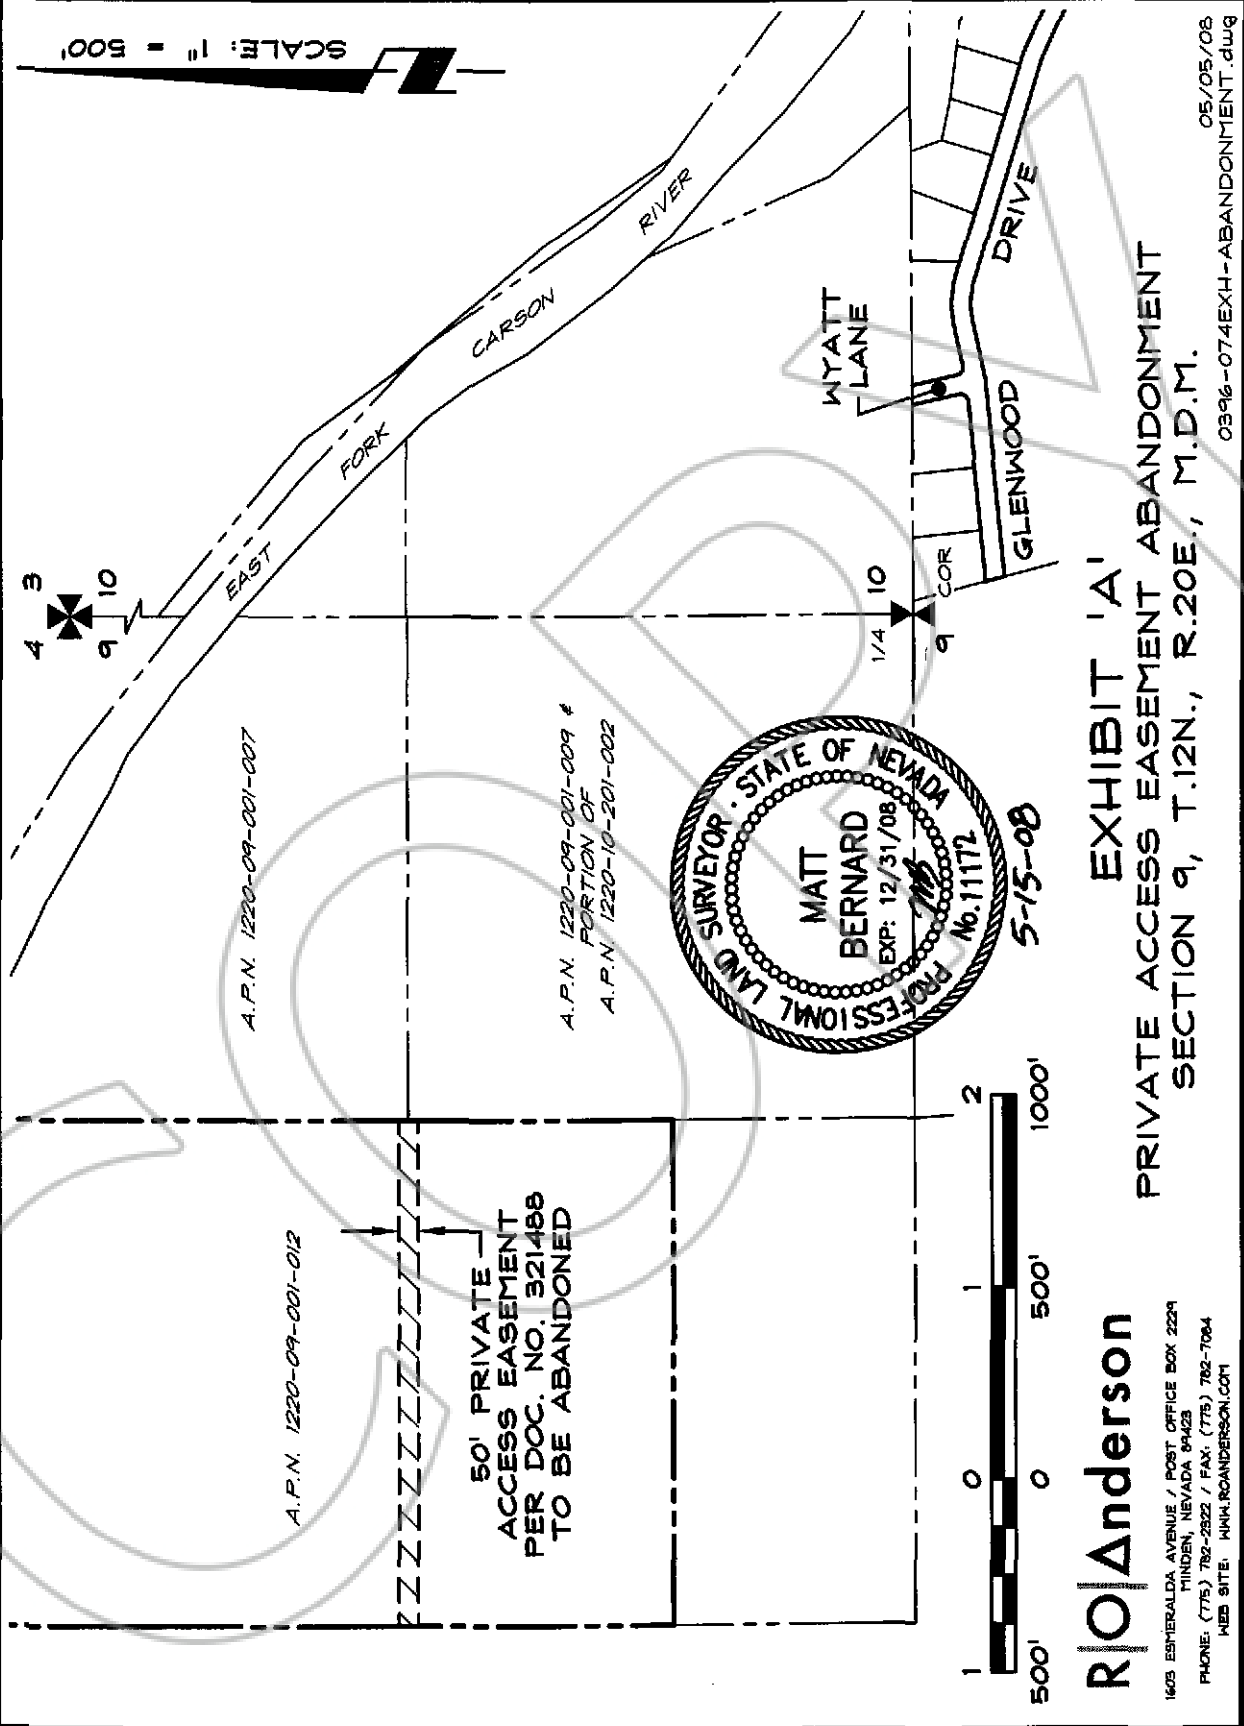 SCALE: 1" = 500'
4 3
9 10
EAST
FORK
CARSON
RIVER
A.P.N. 1220-09-001-007
A.P.N. 1220-09-001-012
A.P.N. 1220-09-001-009 &
PORTION OF
A.P.N. 1220-10-201-002
50' PRIVATE
ACCESS EASEMENT
PER DOC. NO. 321488
TO BE ABANDONED
WYATT
LANE
1/4 10
9 COR
GLENWOOD
DRIVE
PROFESSIONAL LAND SURVEYOR · STATE OF NEVADA
MATT
BERNARD
EXP: 12/31/08
No. 11172
5-15-08
1 0 1 2
500' 0 500' 1000'
EXHIBIT 'A'
PRIVATE ACCESS EASEMENT ABANDONMENT
SECTION 9, T.12N., R.20E., M.D.M.
R|O|Anderson
1603 ESMERALDA AVENUE / POST OFFICE BOX 2229
MINDEN, NEVADA 89423
PHONE: (775) 782-2322 / FAX: (775) 782-7084
WEB SITE: WWW.ROANDERSON.COM
05/05/08
0396-074EXH-ABANDONMENT.dwg
COPY